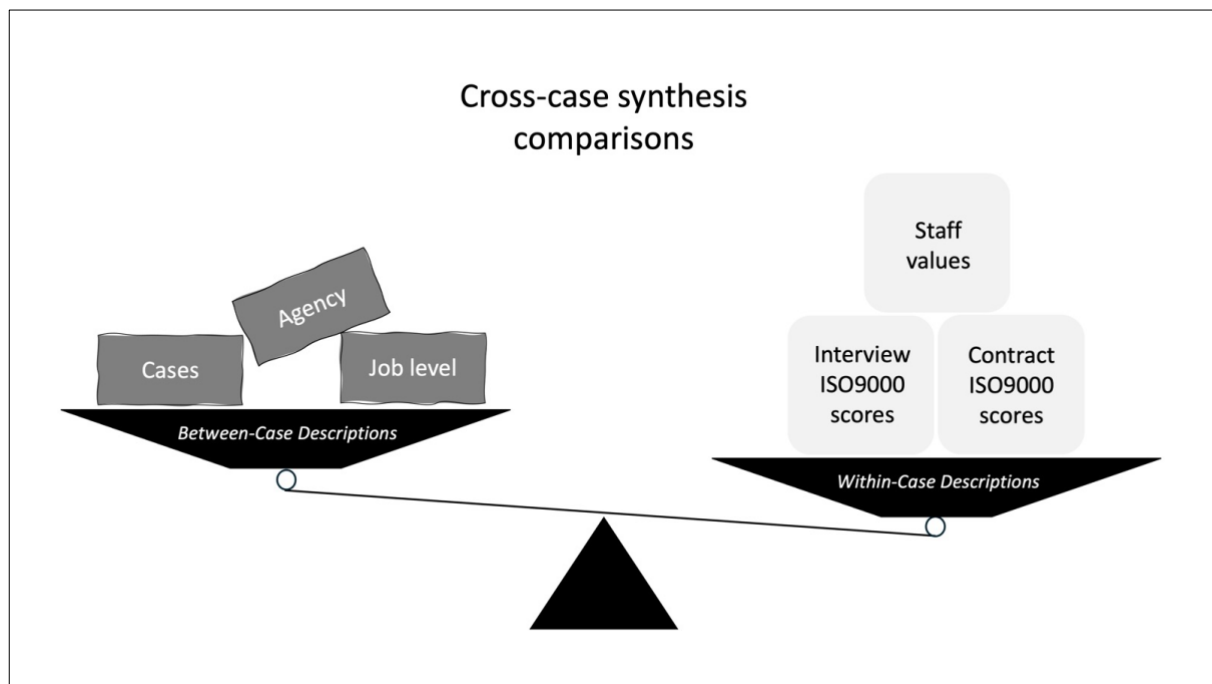 Cross-case synthesis
comparisons
Staff
values
Agency
Cases
Job level
Interview
ISO9000
scores
Contract
ISO9000
scores
Between-Case Descriptions
Within-Case Descriptions